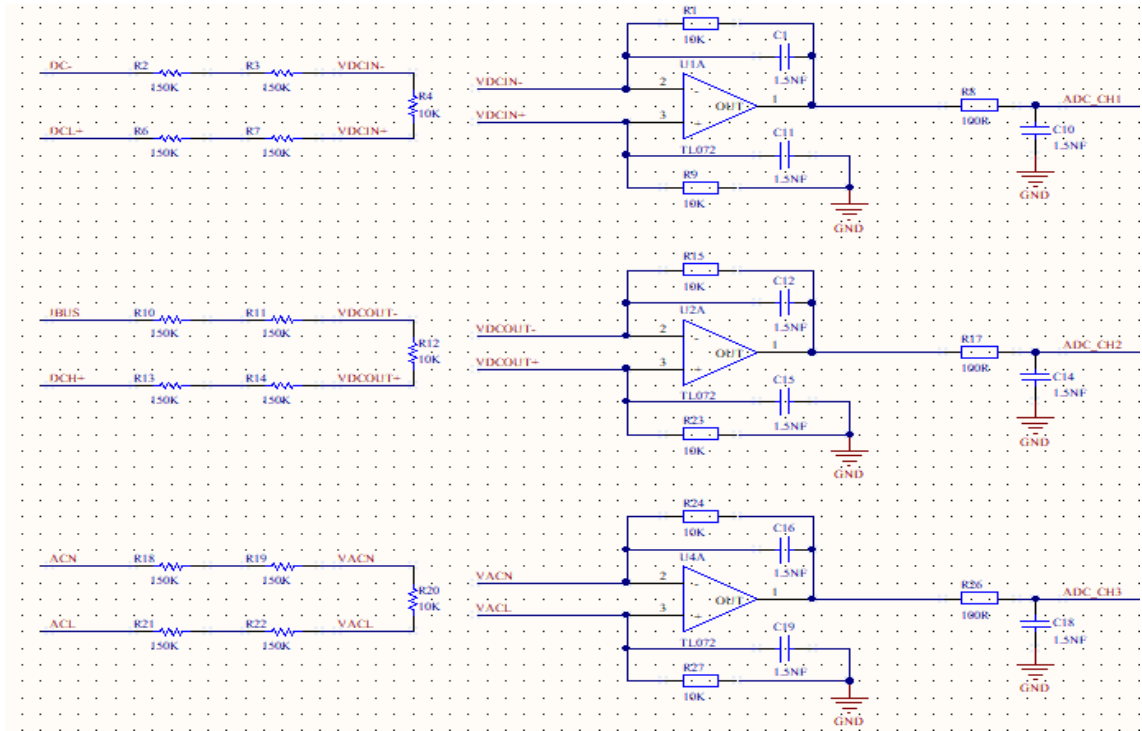 R1
10K
C1
1.5NF
DC-
R2
150K
R3
150K
VDCIN-
R4
10K
DCL+
R6
150K
R7
150K
VDCIN+
VDCIN-
VDCIN+
U1A
2
-
3
+
OUT
1
TL072
C11
1.5NF
R9
10K
GND
R8
100R
ADC_CH1
C10
1.5NF
GND
R15
10K
C12
1.5NF
JBUS
R10
150K
R11
150K
VDCOUT-
R12
10K
DCH+
R13
150K
R14
150K
VDCOUT+
VDCOUT-
VDCOUT+
U2A
2
-
3
+
OUT
1
TL072
C15
1.5NF
R23
10K
GND
R17
100R
ADC_CH2
C14
1.5NF
GND
R24
10K
C16
1.5NF
ACN
R18
150K
R19
150K
VACN
R20
10K
ACL
R21
150K
R22
150K
VACL
VACN
VACL
U4A
2
-
3
+
OUT
1
TL072
C19
1.5NF
R27
10K
GND
R26
100R
ADC_CH3
C18
1.5NF
GND